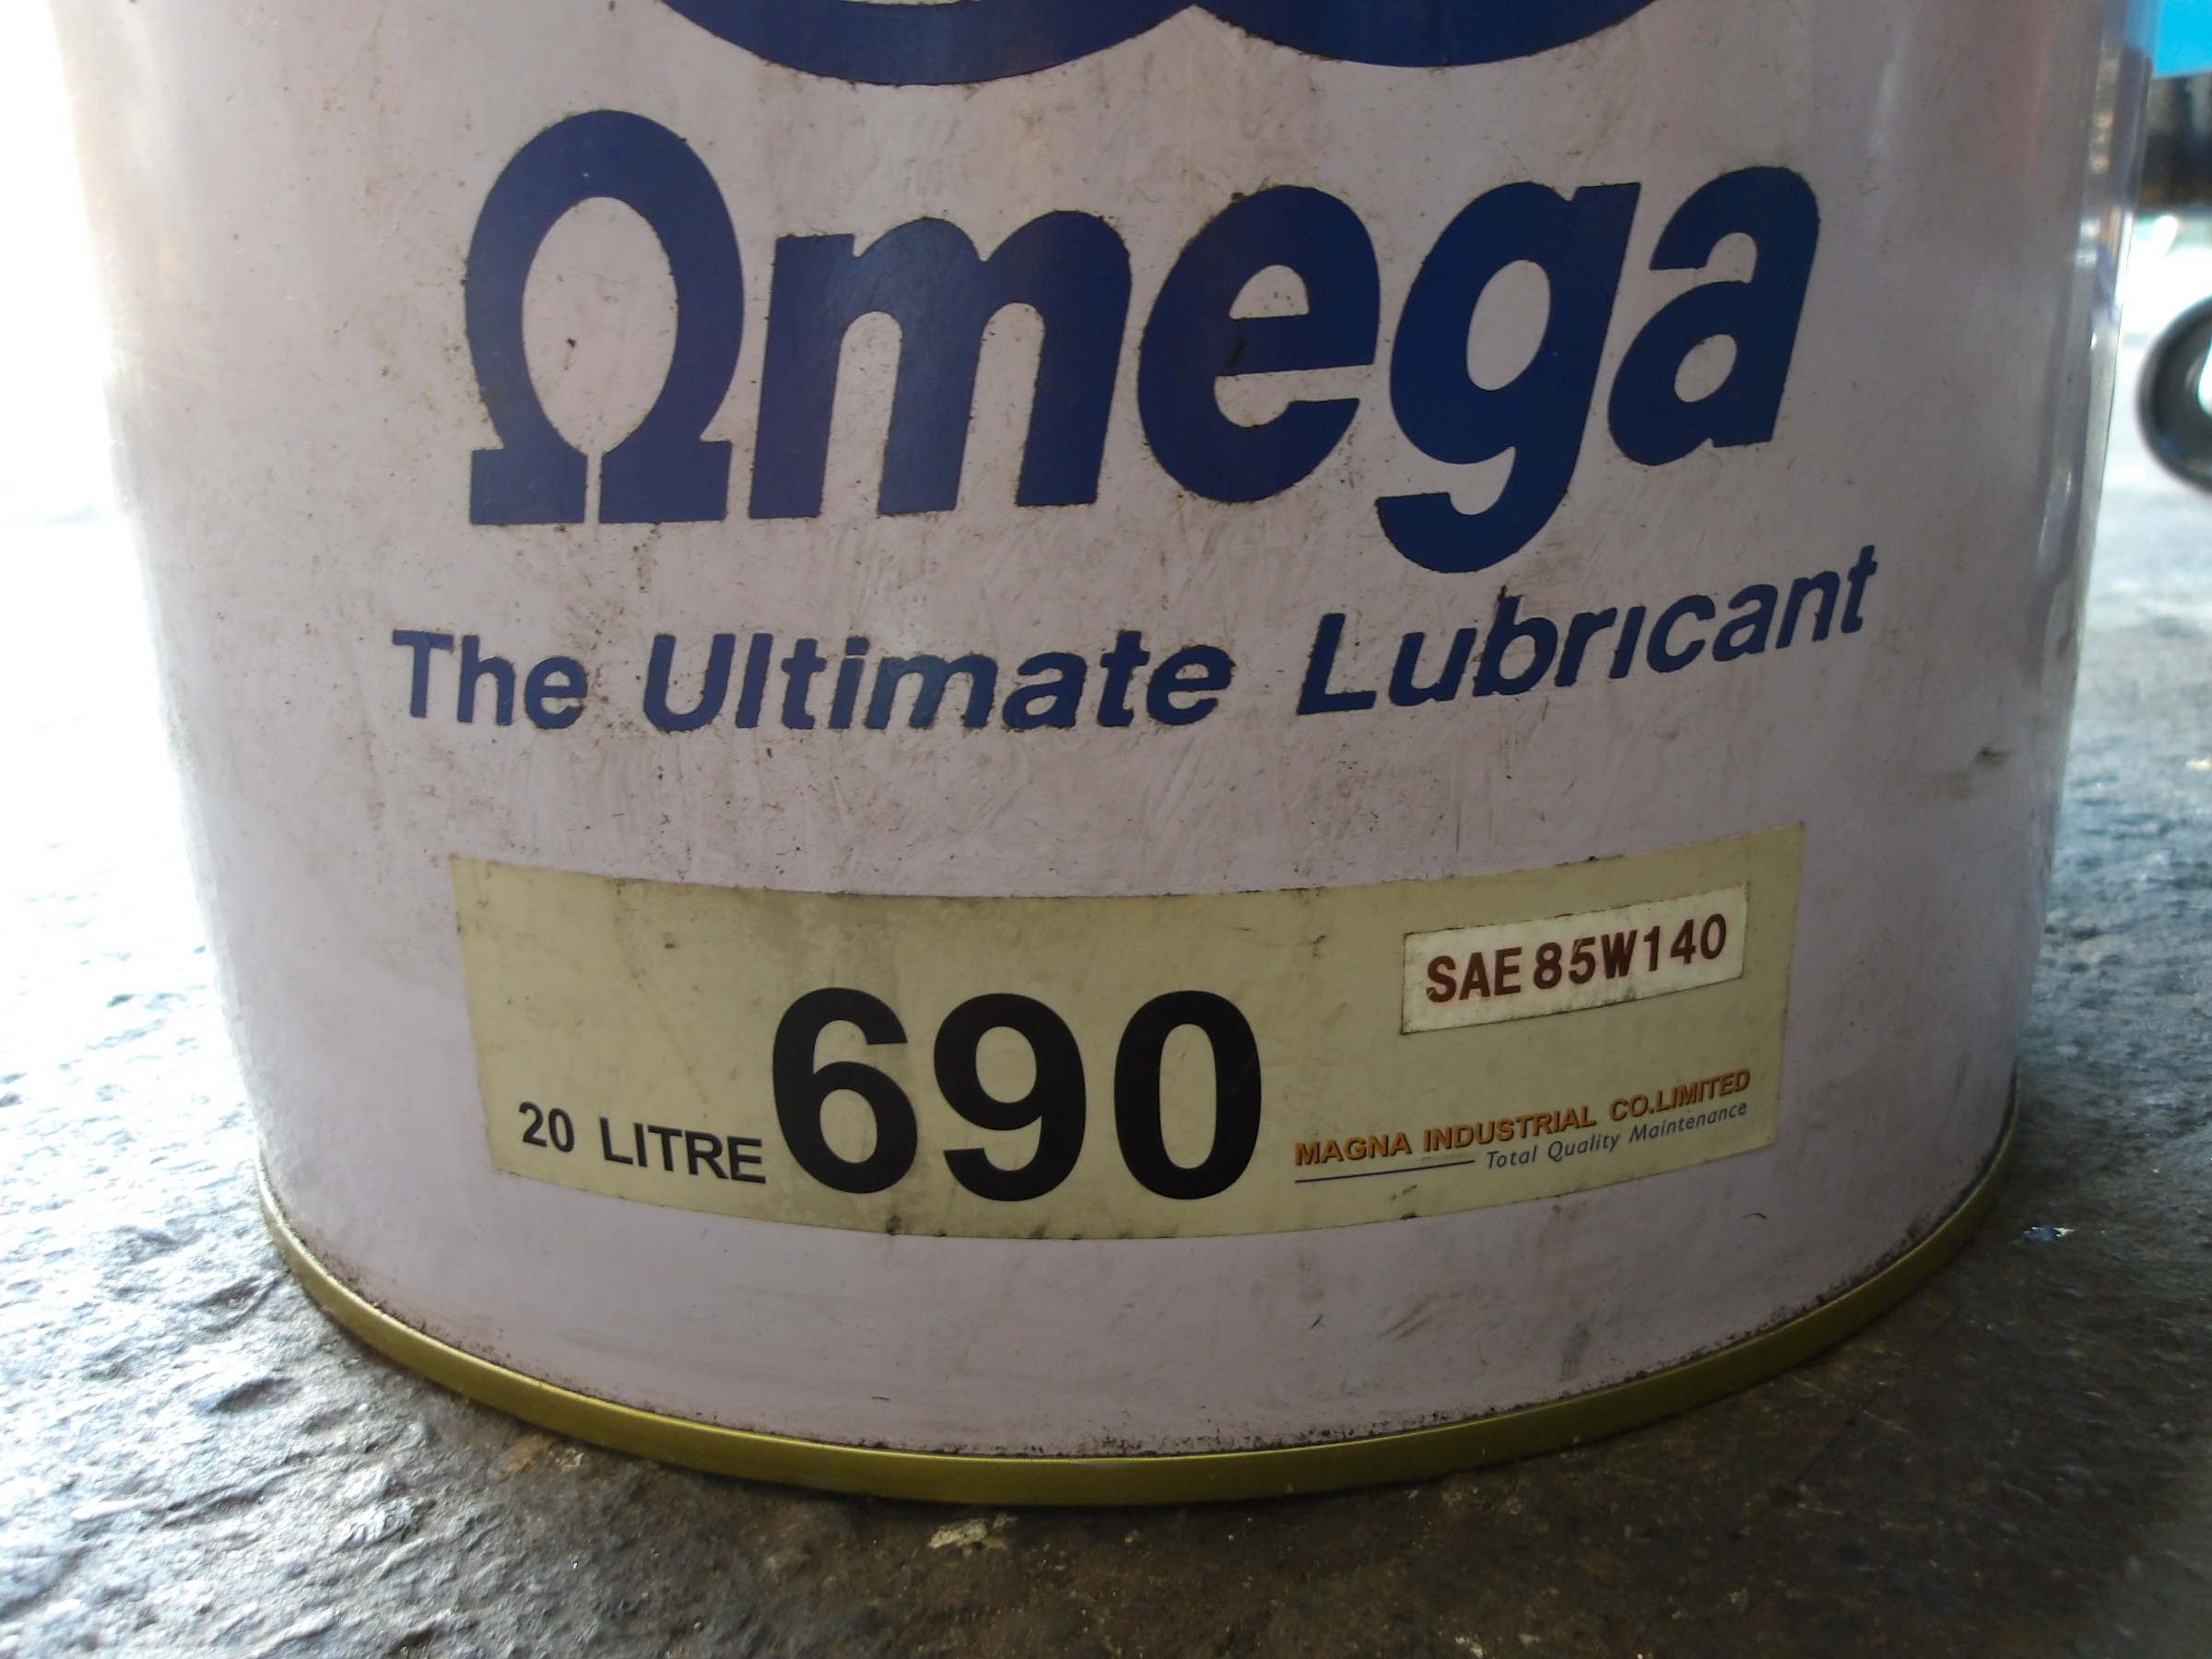 Ωmega
The Ultimate Lubricant
SAE 85W140
20 LITRE 690
MAGNA INDUSTRIAL CO.LIMITED
Total Quality Maintenance